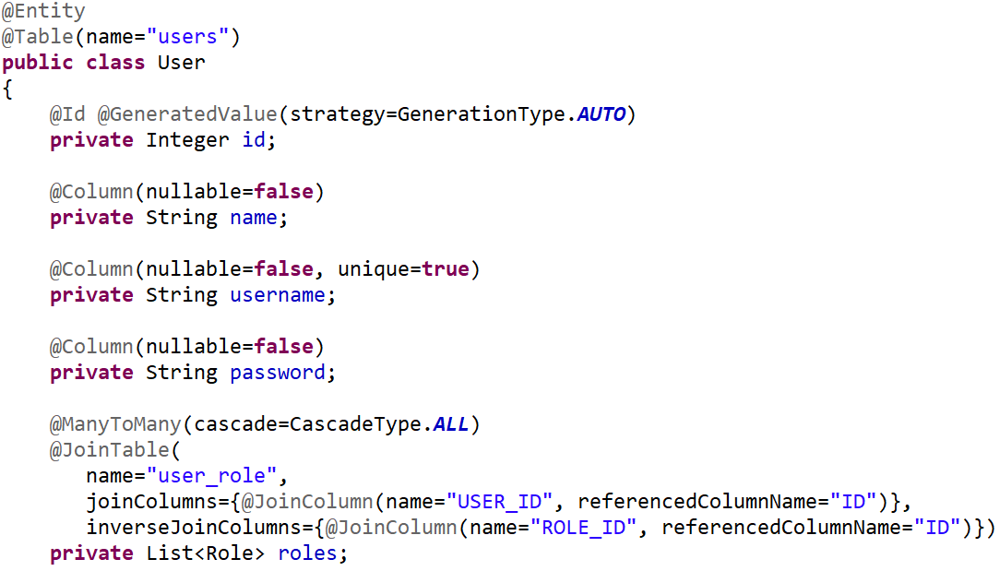 @Entity
@Table(name="users")
public class User
{
    @Id @GeneratedValue(strategy=GenerationType.AUTO)
    private Integer id;

    @Column(nullable=false)
    private String name;

    @Column(nullable=false, unique=true)
    private String username;

    @Column(nullable=false)
    private String password;

    @ManyToMany(cascade=CascadeType.ALL)
    @JoinTable(
       name="user_role",
       joinColumns={@JoinColumn(name="USER_ID", referencedColumnName="ID")},
       inverseJoinColumns={@JoinColumn(name="ROLE_ID", referencedColumnName="ID")})
    private List<Role> roles;